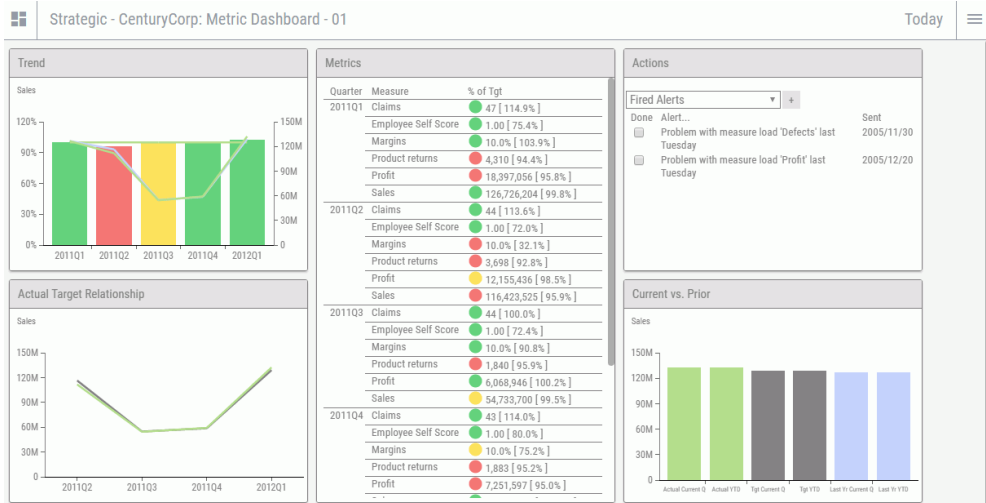 Strategic - CenturyCorp: Metric Dashboard - 01
Today
Trend
Sales
120%
90%
60%
30%
0%
150M
120M
90M
60M
30M
0
2011Q1 2011Q2 2011Q3 2011Q4 2012Q1
Metrics
Quarter Measure % of Tgt
2011Q1 Claims 47 [ 114.9% ]
Employee Self Score 1.00 [ 75.4% ]
Margins 10.0% [ 103.9% ]
Product returns 4,310 [ 94.4% ]
Profit 18,397,056 [ 95.8% ]
Sales 126,726,204 [ 99.8% ]
2011Q2 Claims 44 [ 113.6% ]
Employee Self Score 1.00 [ 72.0% ]
Margins 10.0% [ 32.1% ]
Product returns 3,698 [ 92.8% ]
Profit 12,155,436 [ 98.5% ]
Sales 116,423,525 [ 95.9% ]
2011Q3 Claims 44 [ 100.0% ]
Employee Self Score 1.00 [ 72.4% ]
Margins 10.0% [ 90.8% ]
Product returns 1,840 [ 95.9% ]
Profit 6,068,946 [ 100.2% ]
Sales 54,733,700 [ 99.5% ]
2011Q4 Claims 43 [ 114.0% ]
Employee Self Score 1.00 [ 80.0% ]
Margins 10.0% [ 75.2% ]
Product returns 1,883 [ 95.2% ]
Profit 7,251,597 [ 95.0% ]
Actions
Fired Alerts +
Done Alert... Sent
Problem with measure load 'Defects' last 2005/11/30
Tuesday
Problem with measure load 'Profit' last 2005/12/20
Tuesday
Actual Target Relationship
Sales
150M
120M
90M
60M
30M
0
2011Q2 2011Q3 2011Q4 2012Q1
Current vs. Prior
Sales
150M
120M
90M
60M
30M
0
Actual Current Q Actual YTD Tgt Current Q Tgt YTD Last Yr Current Q Last Yr YTD